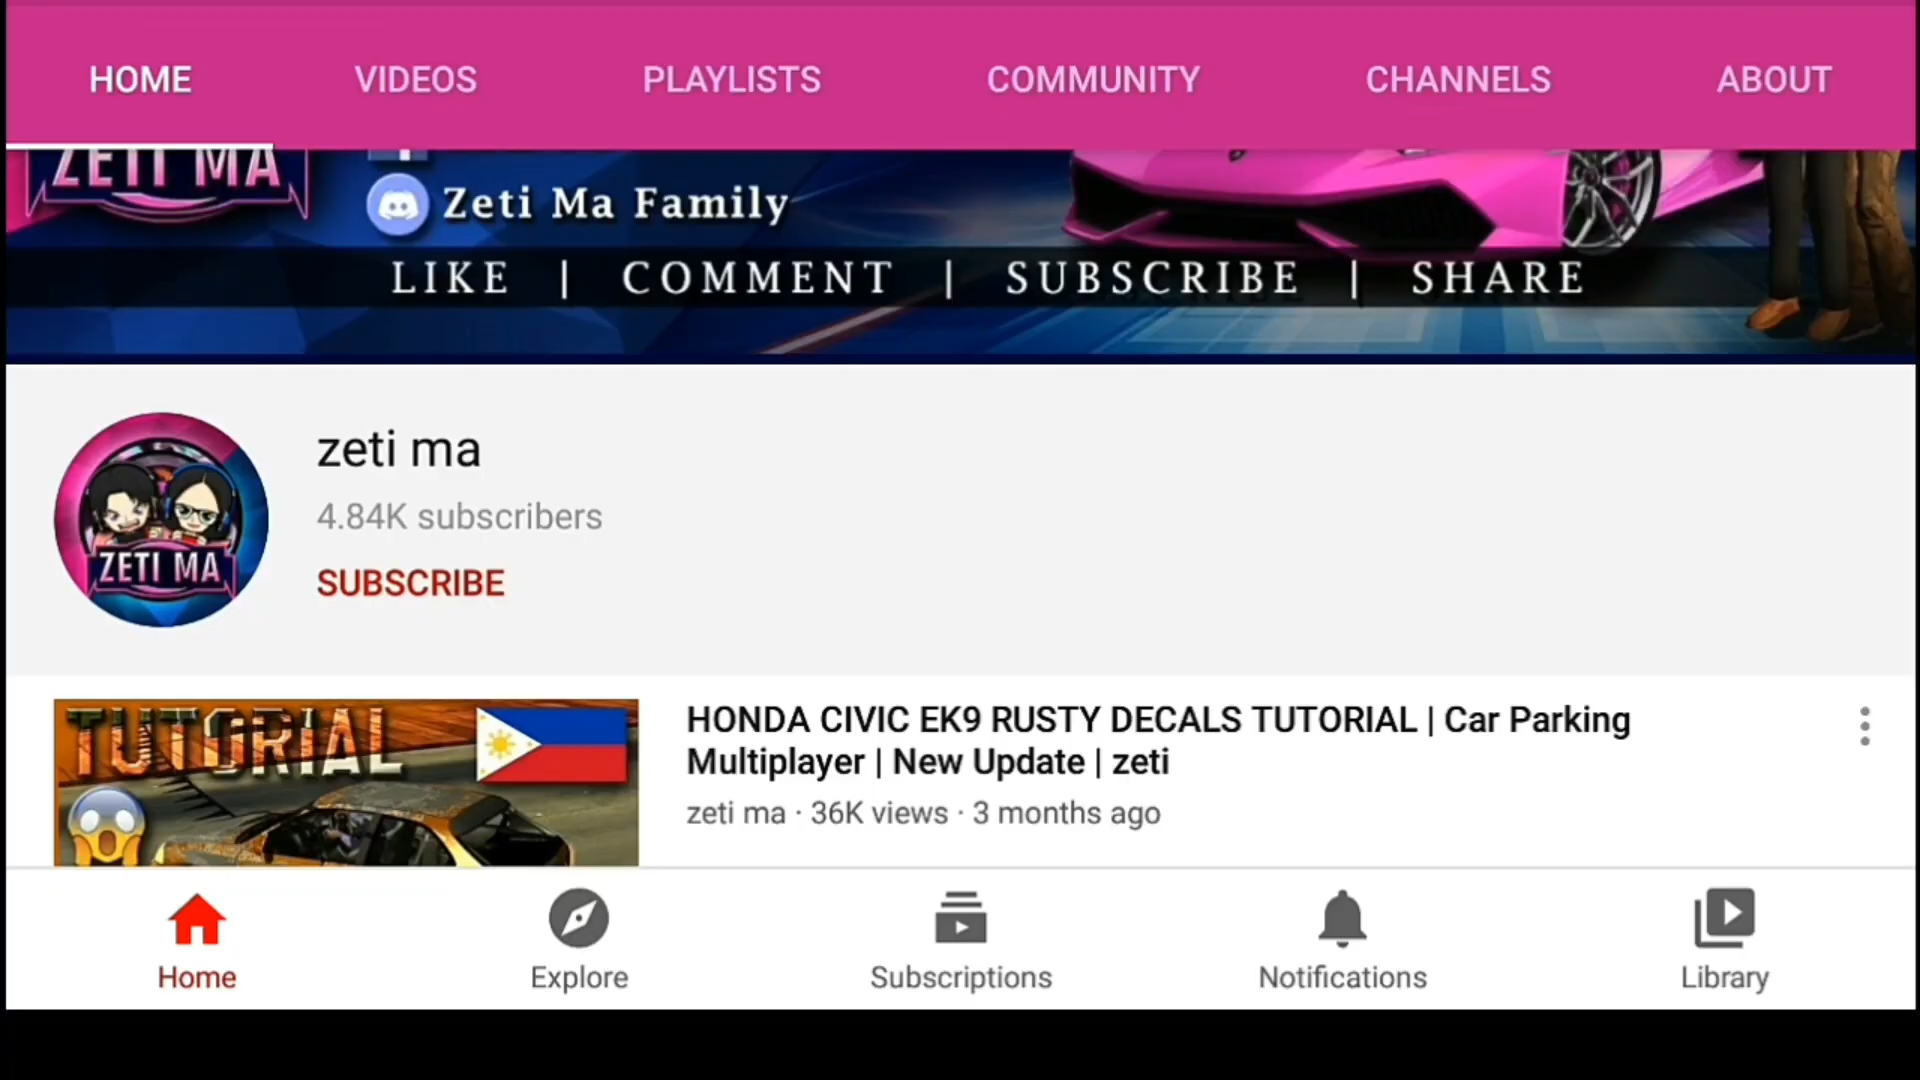 HOME VIDEOS PLAYLISTS COMMUNITY CHANNELS ABOUT
ZETI MA
Zeti Ma Family
LIKE | COMMENT | SUBSCRIBE | SHARE
zeti ma
4.84K subscribers
SUBSCRIBE
ZETI MA
TUTORIAL
HONDA CIVIC EK9 RUSTY DECALS TUTORIAL | Car Parking
Multiplayer | New Update | zeti
zeti ma · 36K views · 3 months ago
Home Explore Subscriptions Notifications Library